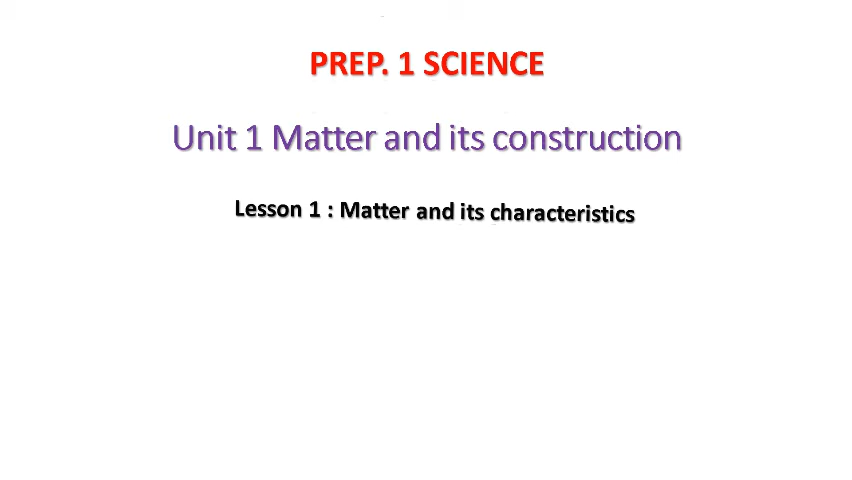 PREP. 1 SCIENCE
Unit 1 Matter and its construction
Lesson 1 : Matter and its characteristics